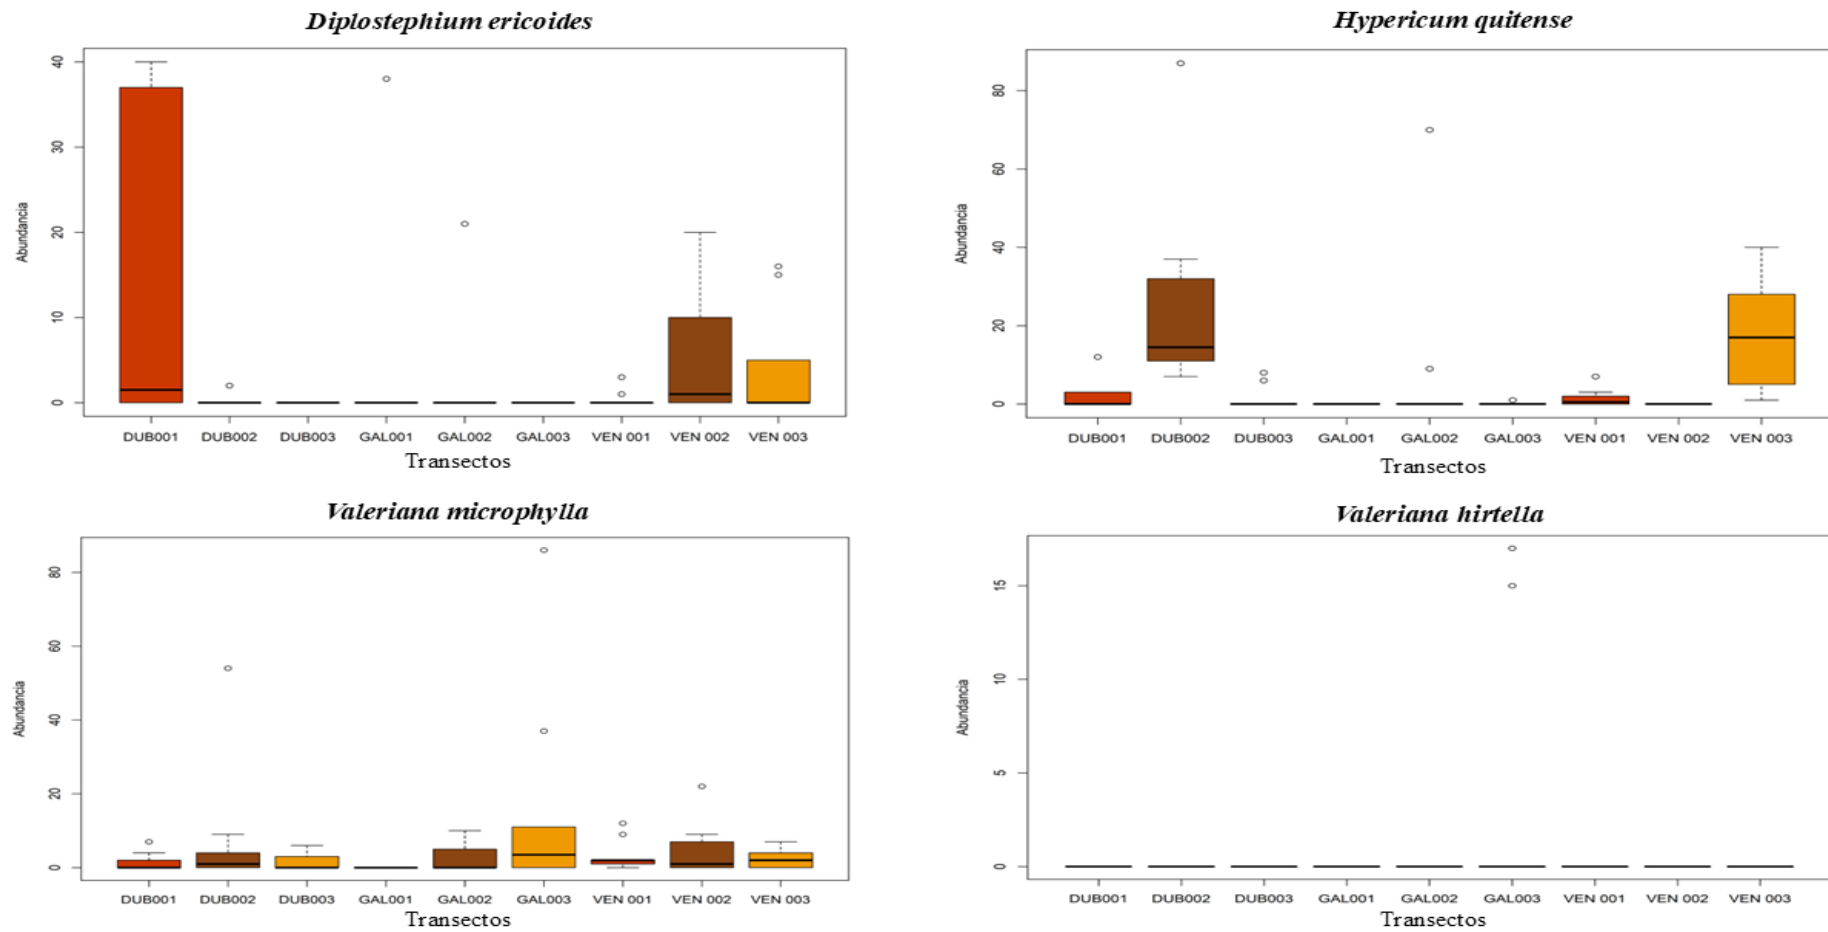 Diplostephium ericoides
Abundancia
40
30
20
10
0
DUB001 DUB002 DUB003 GAL001 GAL002 GAL003 VEN 001 VEN 002 VEN 003
Transectos
Hypericum quitense
Abundancia
80
60
40
20
0
DUB001 DUB002 DUB003 GAL001 GAL002 GAL003 VEN 001 VEN 002 VEN 003
Transectos
Valeriana microphylla
Abundancia
80
60
40
20
0
DUB001 DUB002 DUB003 GAL001 GAL002 GAL003 VEN 001 VEN 002 VEN 003
Transectos
Valeriana hirtella
Abundancia
15
10
5
0
DUB001 DUB002 DUB003 GAL001 GAL002 GAL003 VEN 001 VEN 002 VEN 003
Transectos